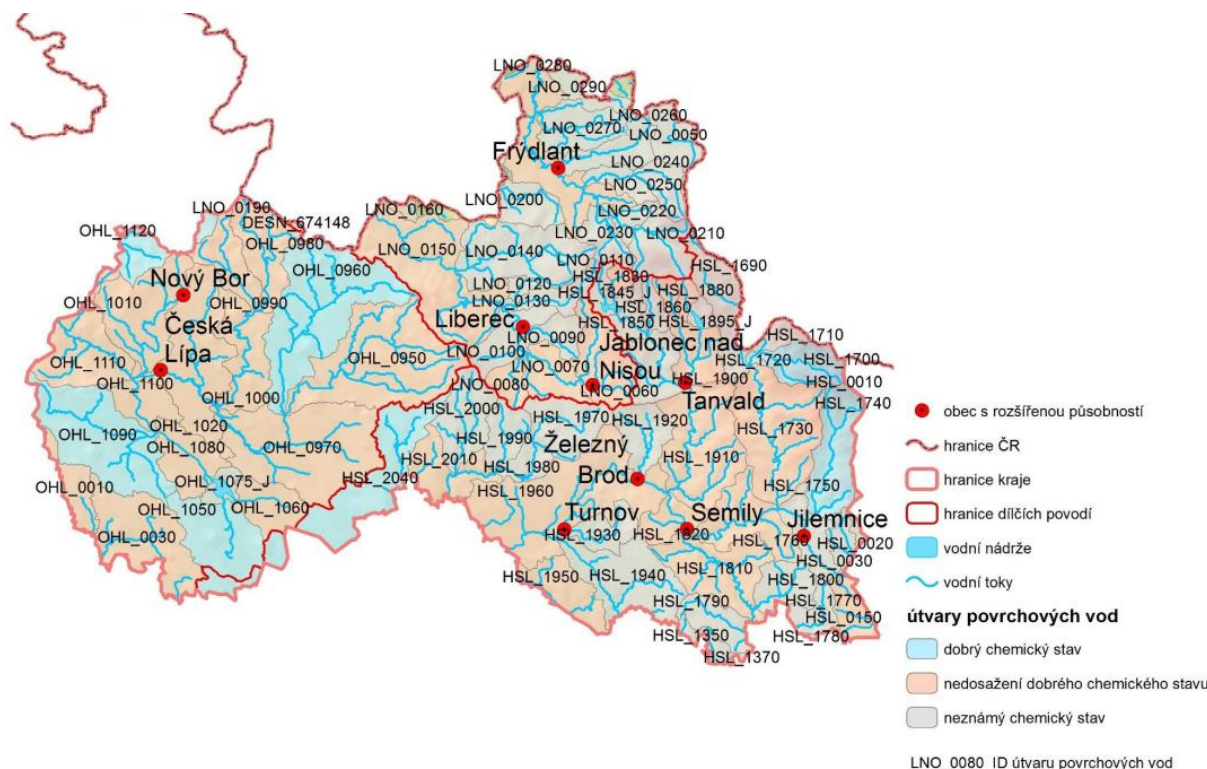 LNO_0280
LNO_0290
LNO_0260
LNO_0270
LNO_0050
Frýdlant
LNO_0240
LNO_0250
LNO_0200
LNO_0190
LNO_0160
LNO_0220
DESN_674148
OHL_1120
OHL_0980
LNO_0230
LNO_0210
LNO_0150
LNO_0140
LNO_0110
HSL_1690
OHL_0960
HSL_1830
Nový Bor
LNO_0120
HSL_1845_J
HSL_1880
OHL_1010
OHL_0990
LNO_0130
HSL_1860
Liberec
HSL_1850
HSL_1895_J
Česká
Lípa
LNO_0090
HSL_1710
OHL_0950
LNO_0100
Jablonec nad
Nisou
HSL_1720
HSL_1700
OHL_1110
LNO_0070
HSL_1900
HSL_0010
OHL_1100
LNO_0080
LNO_0060
Tanvald
HSL_1740
OHL_1000
HSL_2000
HSL_1970
HSL_1920
OHL_1090
OHL_1020
HSL_1990
Železný
Brod
HSL_1730
OHL_1080
OHL_0970
HSL_2010
HSL_1980
HSL_1910
OHL_0010
OHL_1075_J
HSL_2040
HSL_1960
HSL_1750
OHL_1050
OHL_1060
Turnov
Semily
Jilemnice
OHL_0030
HSL_1930
HSL_1820
HSL_1760
HSL_0020
HSL_0030
HSL_1950
HSL_1940
HSL_1810
HSL_1800
HSL_1790
HSL_1770
HSL_0150
HSL_1350
HSL_1780
HSL_1370
obec s rozšířenou působností
hranice ČR
hranice kraje
hranice dílčích povodí
vodní nádrže
vodní toky
útvary povrchových vod
dobrý chemický stav
nedosažení dobrého chemického stavu
neznámý chemický stav
LNO_0080 ID útvaru povrchových vod